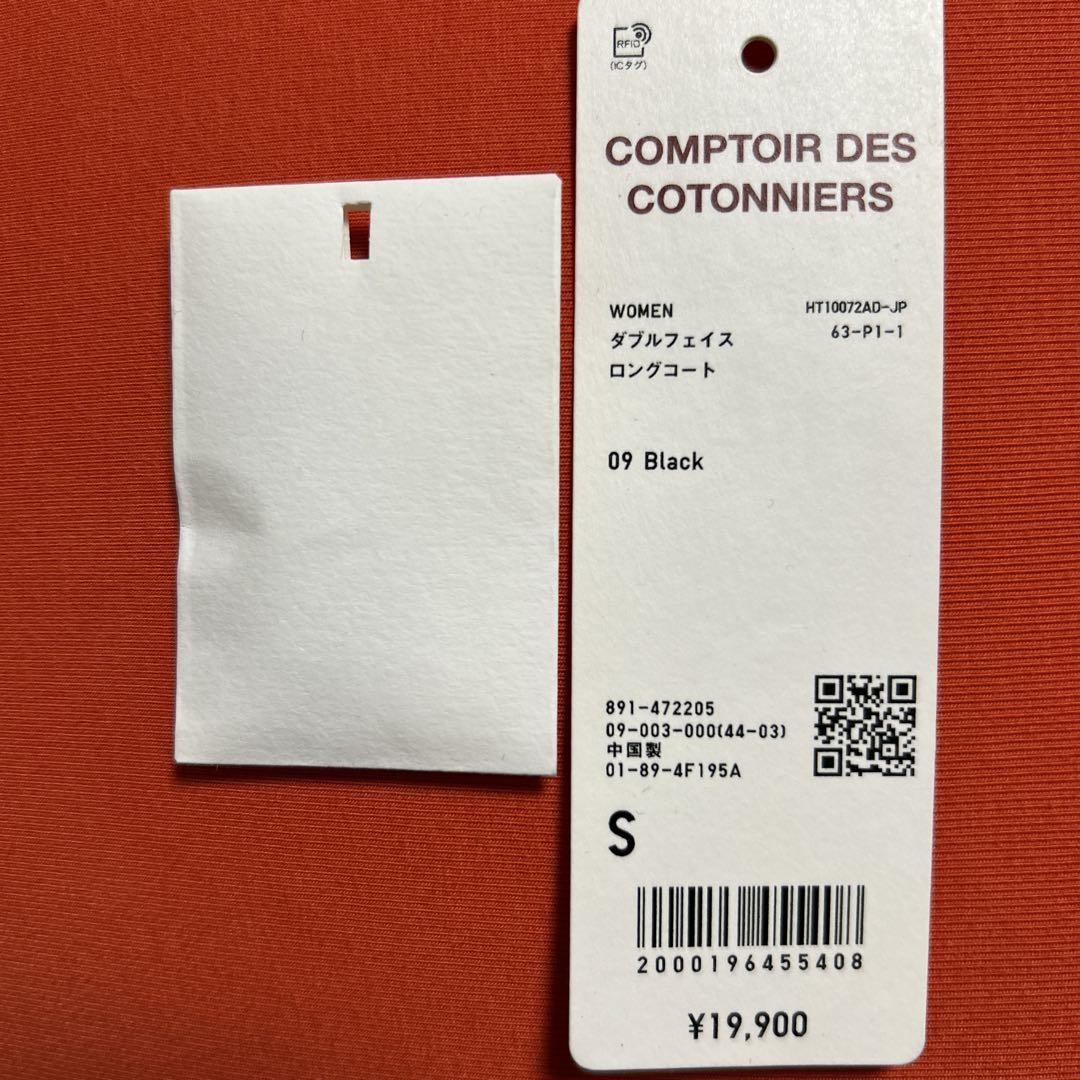 RFID
(ICタグ)
COMPTOIR DES
COTONNIERS
WOMEN
ダブルフェイス
ロングコート
HT10072AD-JP
63-P1-1
09 Black
891-472205
09-003-000(44-03)
中国製
01-89-4F195A
S
2000196455408
¥19,900